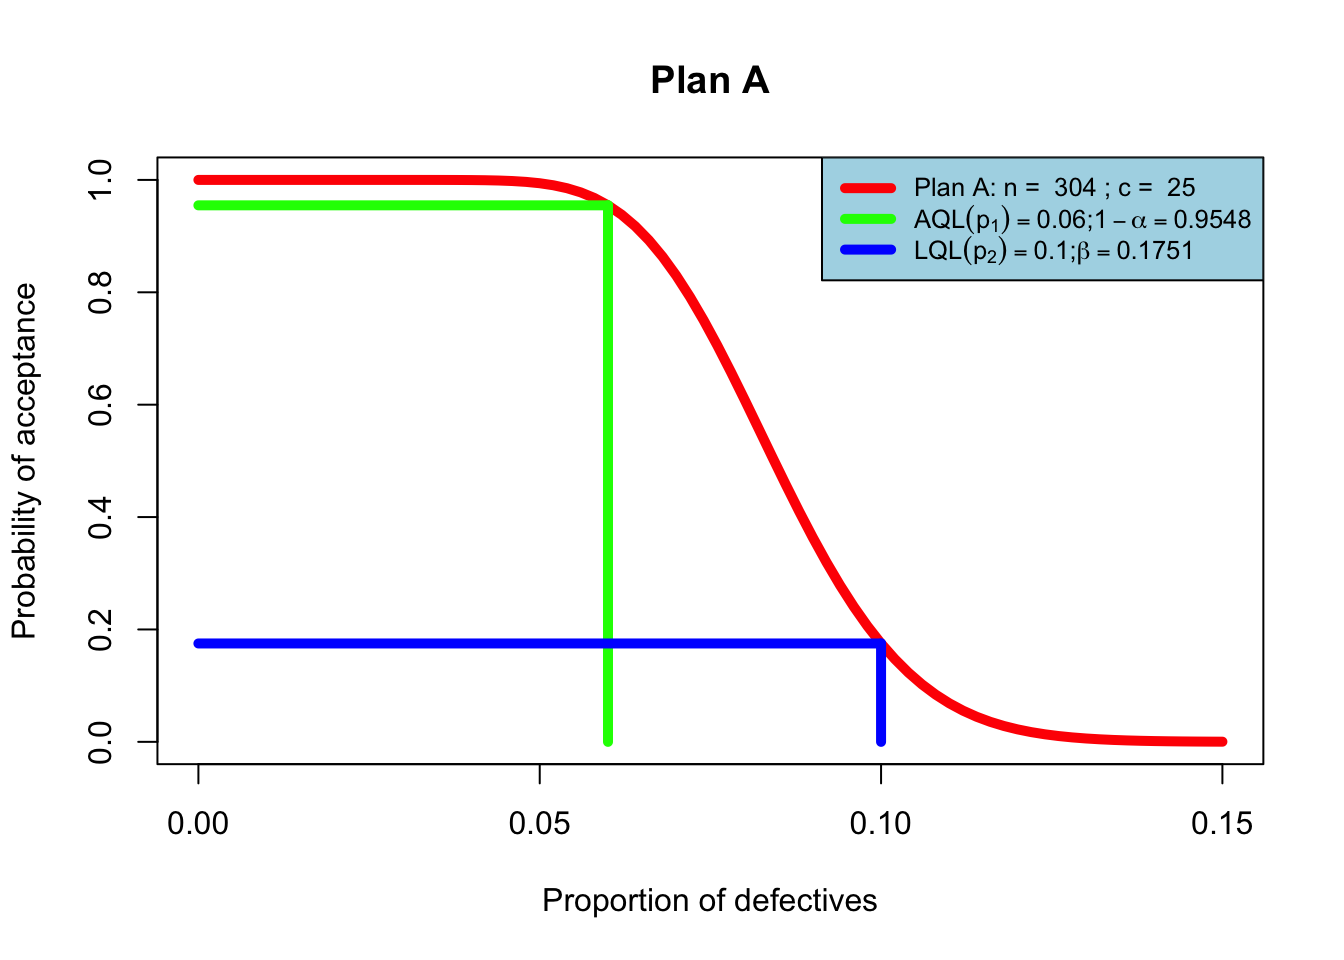 Plan A
Plan A: n =  304 ; c =  25
AQL(p₁) = 0.06;1 − α = 0.9548
LQL(p₂) = 0.1;β = 0.1751
Probability of acceptance
1.0
0.8
0.6
0.4
0.2
0.0
0.00 0.05 0.10 0.15
Proportion of defectives